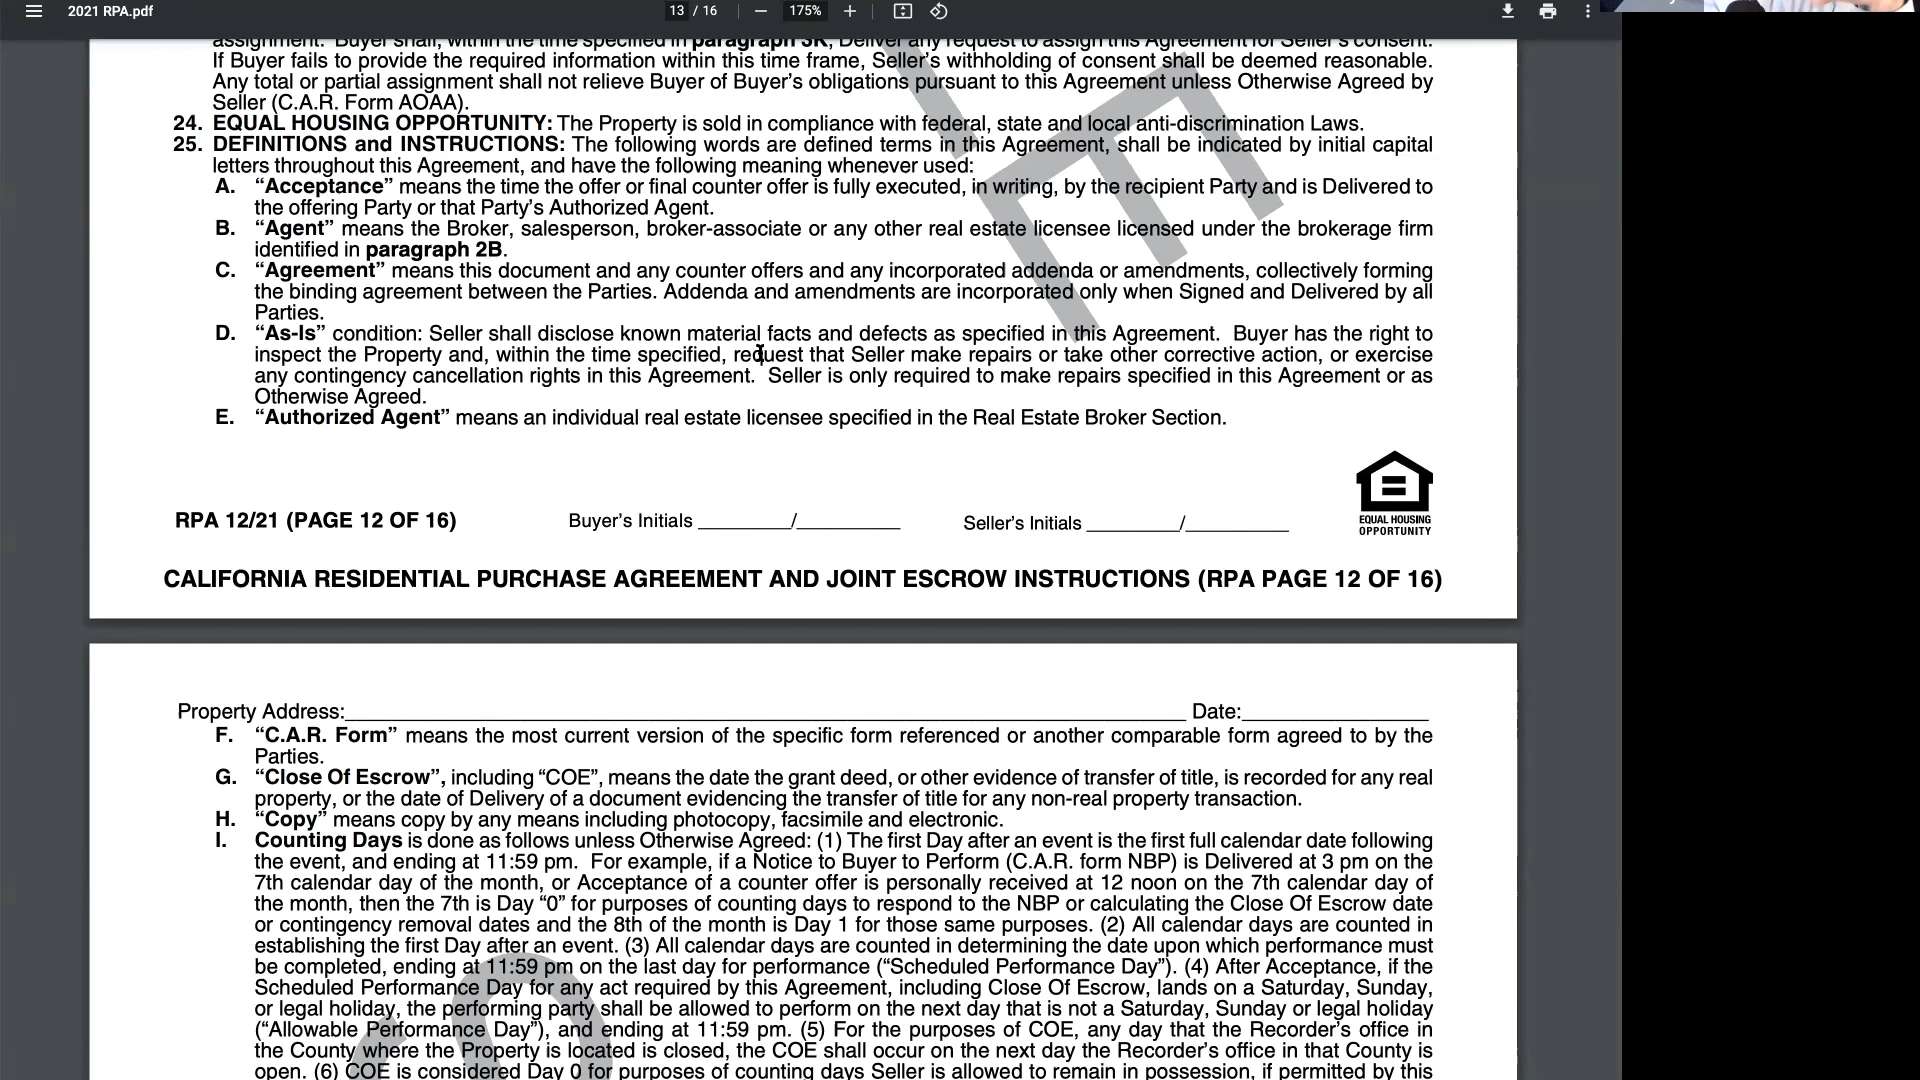 2021 RPA.pdf
13 / 16
175%
assignment. Buyer shall, within the time specified in paragraph 3K, Deliver any request to assign this Agreement for Seller's consent.
If Buyer fails to provide the required information within this time frame, Seller's withholding of consent shall be deemed reasonable.
Any total or partial assignment shall not relieve Buyer of Buyer's obligations pursuant to this Agreement unless Otherwise Agreed by
Seller (C.A.R. Form AOAA).
24. EQUAL HOUSING OPPORTUNITY: The Property is sold in compliance with federal, state and local anti-discrimination Laws.
25. DEFINITIONS and INSTRUCTIONS: The following words are defined terms in this Agreement, shall be indicated by initial capital
letters throughout this Agreement, and have the following meaning whenever used:
A. “Acceptance” means the time the offer or final counter offer is fully executed, in writing, by the recipient Party and is Delivered to
the offering Party or that Party’s Authorized Agent.
B. “Agent” means the Broker, salesperson, broker-associate or any other real estate licensee licensed under the brokerage firm
identified in paragraph 2B.
C. “Agreement” means this document and any counter offers and any incorporated addenda or amendments, collectively forming
the binding agreement between the Parties. Addenda and amendments are incorporated only when Signed and Delivered by all
Parties.
D. “As-Is” condition: Seller shall disclose known material facts and defects as specified in this Agreement. Buyer has the right to
inspect the Property and, within the time specified, request that Seller make repairs or take other corrective action, or exercise
any contingency cancellation rights in this Agreement. Seller is only required to make repairs specified in this Agreement or as
Otherwise Agreed.
E. “Authorized Agent” means an individual real estate licensee specified in the Real Estate Broker Section.
EQUAL HOUSING
OPPORTUNITY
RPA 12/21 (PAGE 12 OF 16) Buyer’s Initials ________/_________ Seller’s Initials ________/_________
CALIFORNIA RESIDENTIAL PURCHASE AGREEMENT AND JOINT ESCROW INSTRUCTIONS (RPA PAGE 12 OF 16)
Property Address:______________________ Date:________________
F. “C.A.R. Form” means the most current version of the specific form referenced or another comparable form agreed to by the
Parties.
G. “Close Of Escrow”, including “COE”, means the date the grant deed, or other evidence of transfer of title, is recorded for any real
property, or the date of Delivery of a document evidencing the transfer of title for any non-real property transaction.
H. “Copy” means copy by any means including photocopy, facsimile and electronic.
I. Counting Days is done as follows unless Otherwise Agreed: (1) The first Day after an event is the first full calendar date following
the event, and ending at 11:59 pm. For example, if a Notice to Buyer to Perform (C.A.R. form NBP) is Delivered at 3 pm on the
7th calendar day of the month, or Acceptance of a counter offer is personally received at 12 noon on the 7th calendar day of
the month, then the 7th is Day “0” for purposes of counting days to respond to the NBP or calculating the Close Of Escrow date
or contingency removal dates and the 8th of the month is Day 1 for those same purposes. (2) All calendar days are counted in
establishing the first Day after an event. (3) All calendar days are counted in determining the date upon which performance must
be completed, ending at 11:59 pm on the last day for performance (“Scheduled Performance Day”). (4) After Acceptance, if the
Scheduled Performance Day for any act required by this Agreement, including Close Of Escrow, lands on a Saturday, Sunday,
or legal holiday, the performing party shall be allowed to perform on the next day that is not a Saturday, Sunday or legal holiday
(“Allowable Performance Day”), and ending at 11:59 pm. (5) For the purposes of COE, any day that the Recorder’s office in
the County where the Property is located is closed, the COE shall occur on the next day the Recorder’s office in that County is
open. (6) COE is considered Day 0 for purposes of counting days Seller is allowed to remain in possession, if permitted by this